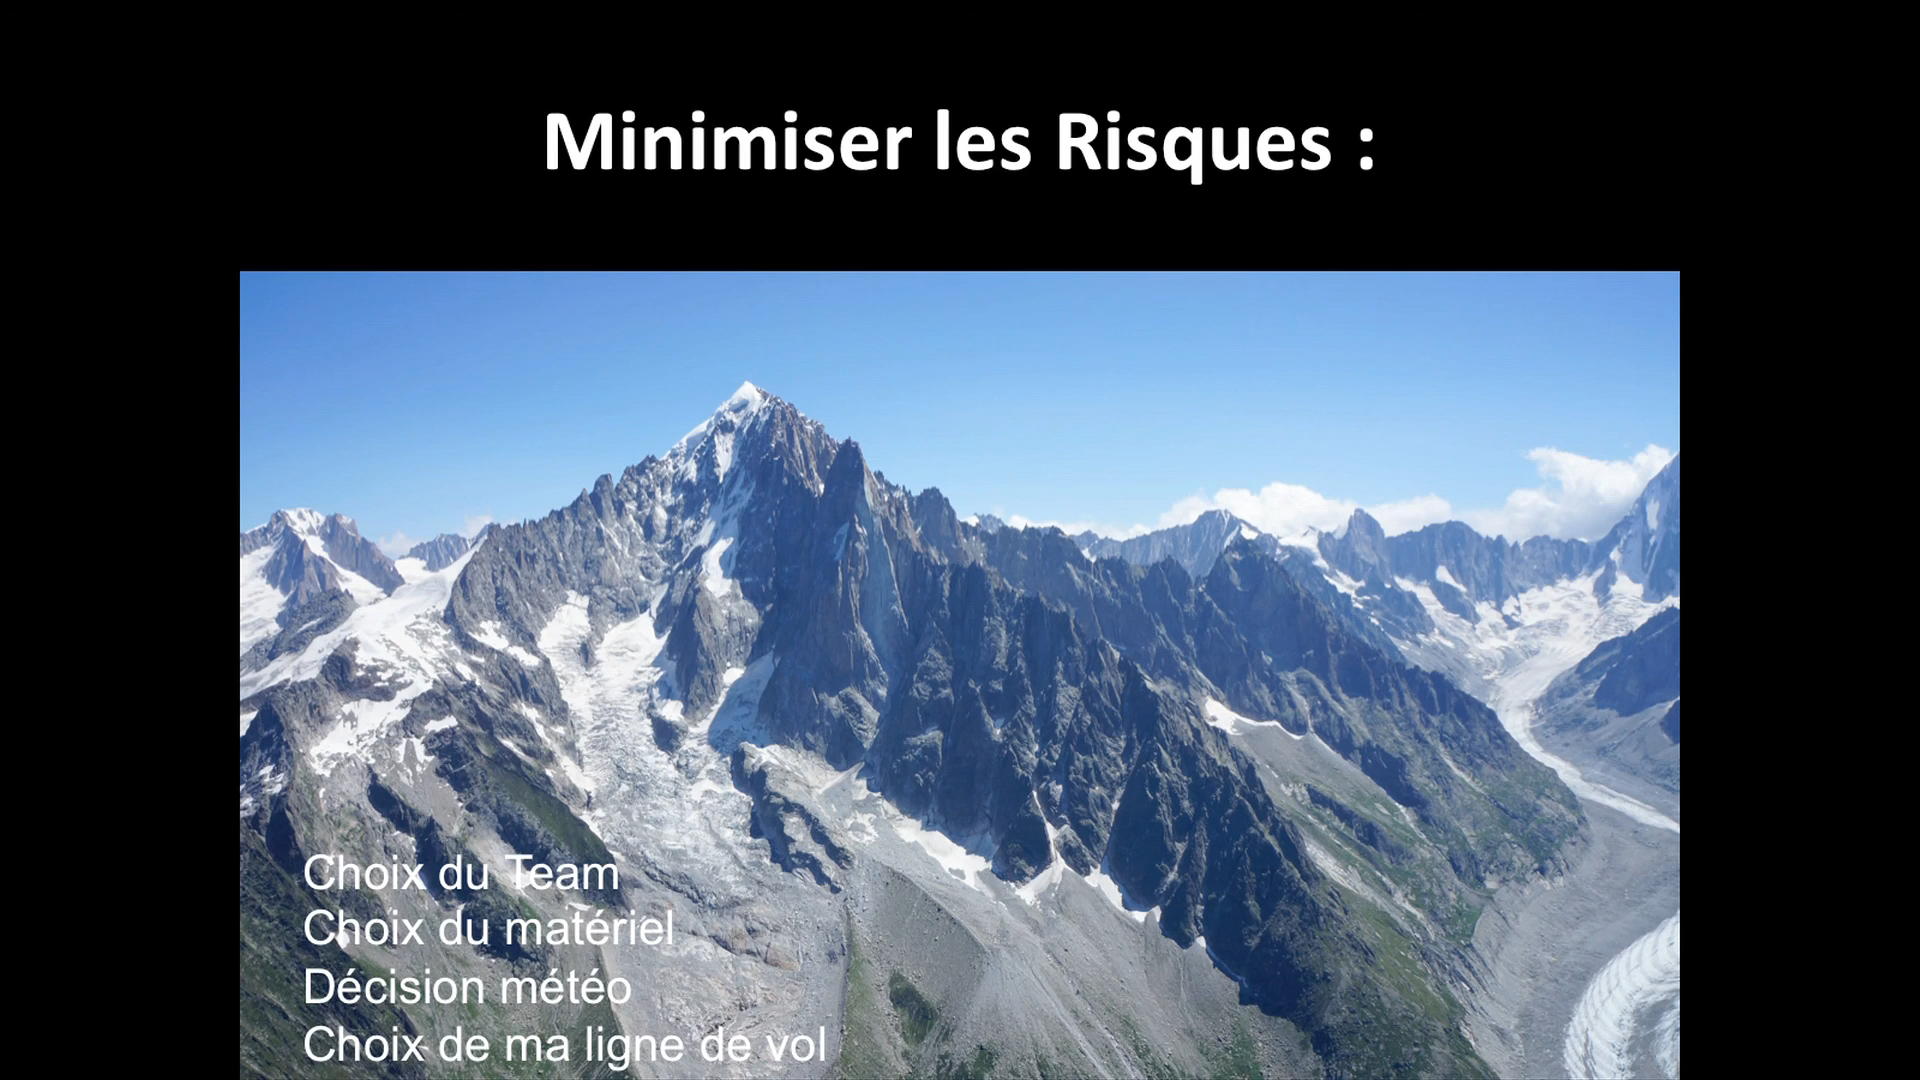 Minimiser les Risques :
Choix du Team
Choix du matériel
Décision météo
Choix de ma ligne de vol